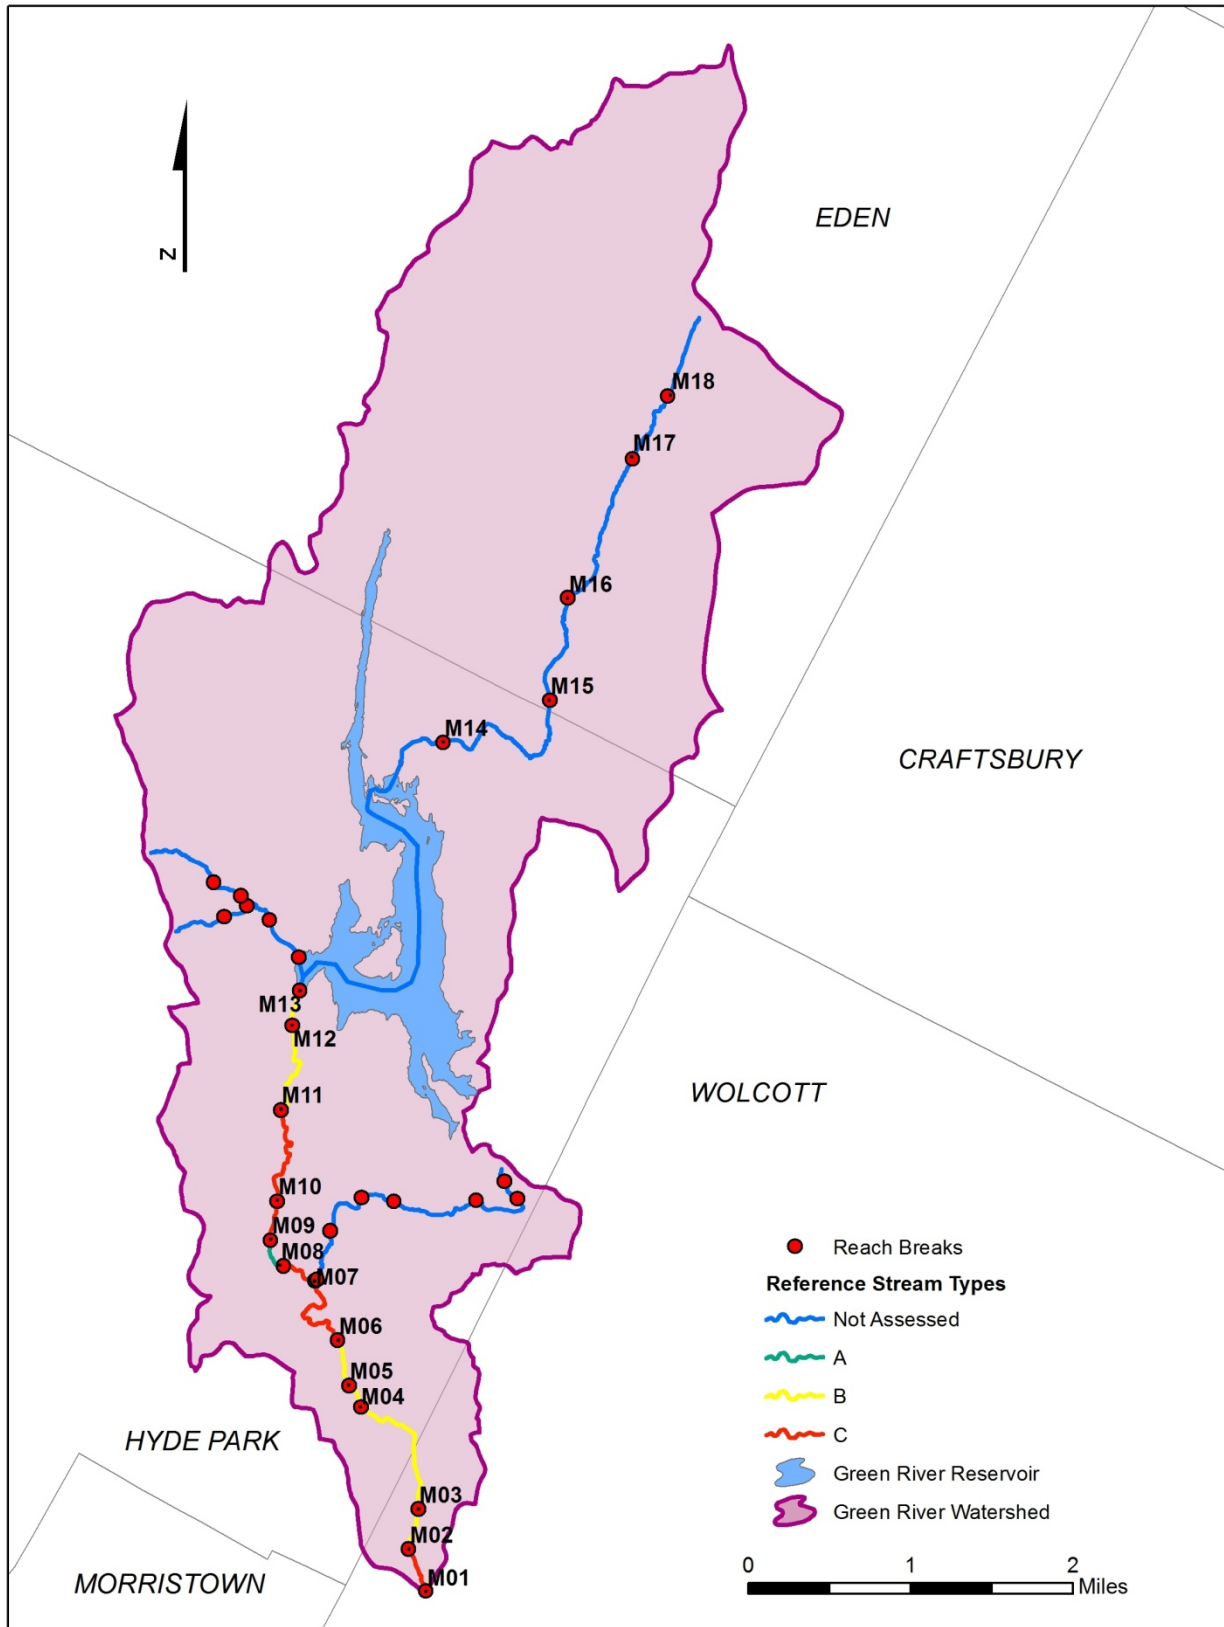 EDEN
N
M18
M17
M16
M15
M14
CRAFTSBURY
M13
M12
WOLCOTT
M11
M10
M09
M08
M07
M06
M05
M04
HYDE PARK
M03
M02
M01
MORRISTOWN
Reach Breaks
Reference Stream Types
Not Assessed
A
B
C
Green River Reservoir
Green River Watershed
0 1 2
Miles